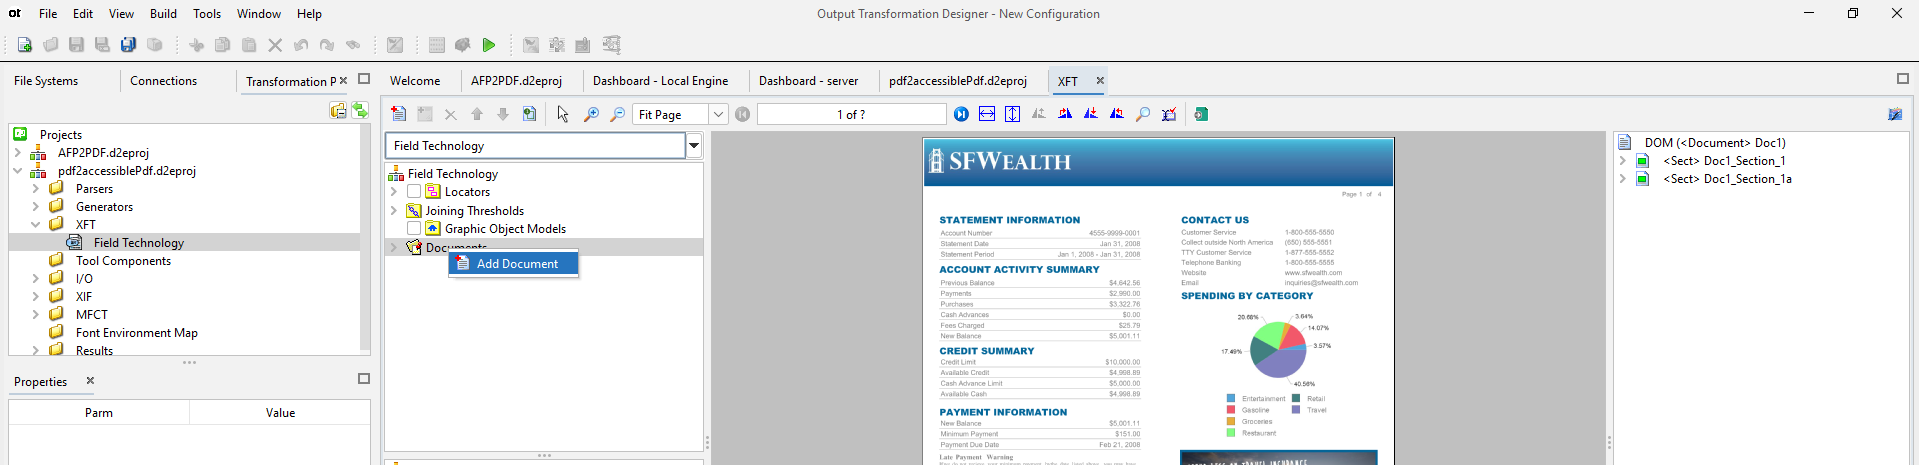 ot File Edit View Build Tools Window Help Output Transformation Designer - New Configuration
File Systems Connections Transformation P Welcome AFP2PDF.d2eproj Dashboard - Local Engine Dashboard - server pdf2accessiblePdf.d2eproj XFT
Fit Page 1 of ?
Projects
AFP2PDF.d2eproj
pdf2accessiblePdf.d2eproj
Parsers
Generators
XFT
Field Technology
Tool Components
I/O
XIF
MFCT
Font Environment Map
Results
Properties
Parm Value
Field Technology
Field Technology
Locators
Joining Thresholds
Graphic Object Models
Documents
Add Document
SFWEALTH
Page 1 of 4
STATEMENT INFORMATION
Account Number 4555-9999-0001
Statement Date Jan 31, 2008
Statement Period Jan 1, 2008 - Jan 31, 2008
ACCOUNT ACTIVITY SUMMARY
Previous Balance $4,642.56
Payments $2,990.00
Purchases $3,322.76
Cash Advances $0.00
Fees Charged $25.79
New Balance $5,001.11
CREDIT SUMMARY
Credit Limit $10,000.00
Available Credit $4,998.89
Cash Advance Limit $5,000.00
Available Cash $4,998.89
PAYMENT INFORMATION
New Balance $5,001.11
Minimum Payment $151.00
Payment Due Date Feb 21, 2008
Late Payment Warning
CONTACT US
Customer Service 1-800-555-5550
Collect outside North America (650) 555-5551
TTY Customer Service 1-877-555-5552
Telephone Banking 1-800-555-5555
Website www.sfwealth.com
Email inquiries@sfwealth.com
SPENDING BY CATEGORY
20.68% 3.64%
14.07%
17.49% 3.57%
40.56%
Entertainment Retail
Gasoline Travel
Groceries
Restaurant
DOM (<Document> Doc1)
<Sect> Doc1_Section_1
<Sect> Doc1_Section_1a